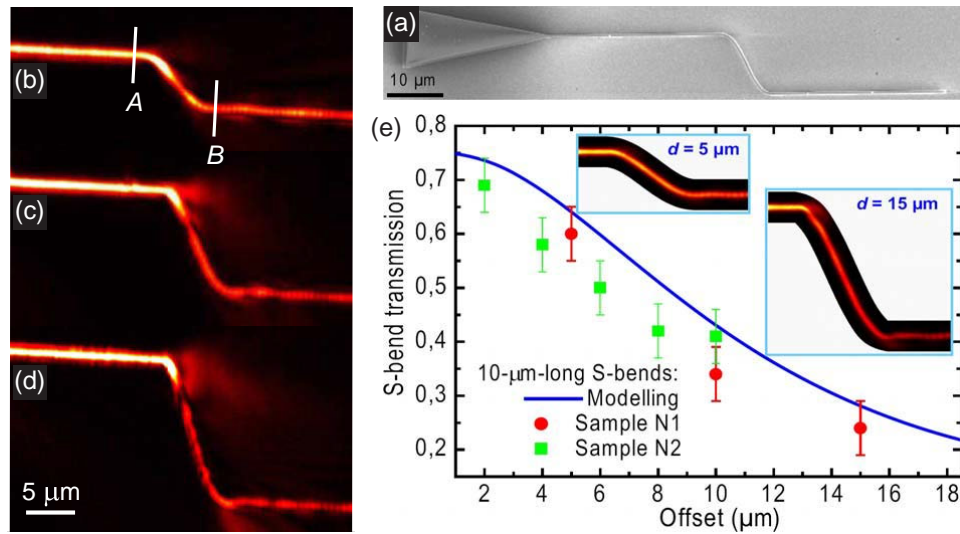 (a)
10 μm
(b)
A
B
(c)
(d)
5 μm
(e)
0,8
0,7
0,6
0,5
0,4
0,3
0,2
S-bend transmission
d = 5 μm
d = 15 μm
10-μm-long S-bends:
Modelling
Sample N1
Sample N2
2 4 6 8 10 12 14 16 18
Offset (μm)